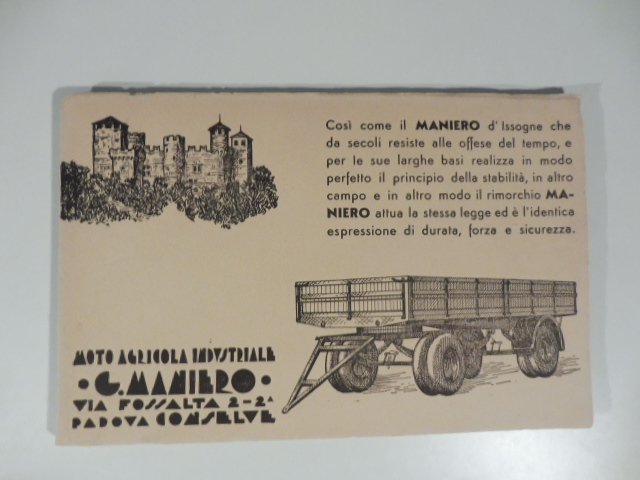 Così come il MANIERO d'Issogne che
da secoli resiste alle offese del tempo, e
per le sue larghe basi realizza in modo
perfetto il principio della stabilità, in altro
campo e in altro modo il rimorchio MA-
NIERO attua la stessa legge ed è l'identica
espressione di durata, forza e sicurezza.
MOTO AGRICOLA INDVSTRIALE
• G. MANIERO •
VIA FOSSALTA 2-2A
PADOVA CONSELVE